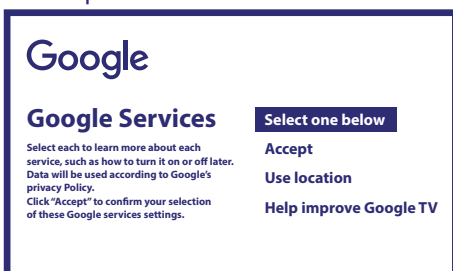 Google
Google Services
Select each to learn more about each
service, such as how to turn it on or off later.
Data will be used according to Google's
privacy Policy.
Click “Accept” to confirm your selection
of these Google services settings.
Select one below
Accept
Use location
Help improve Google TV